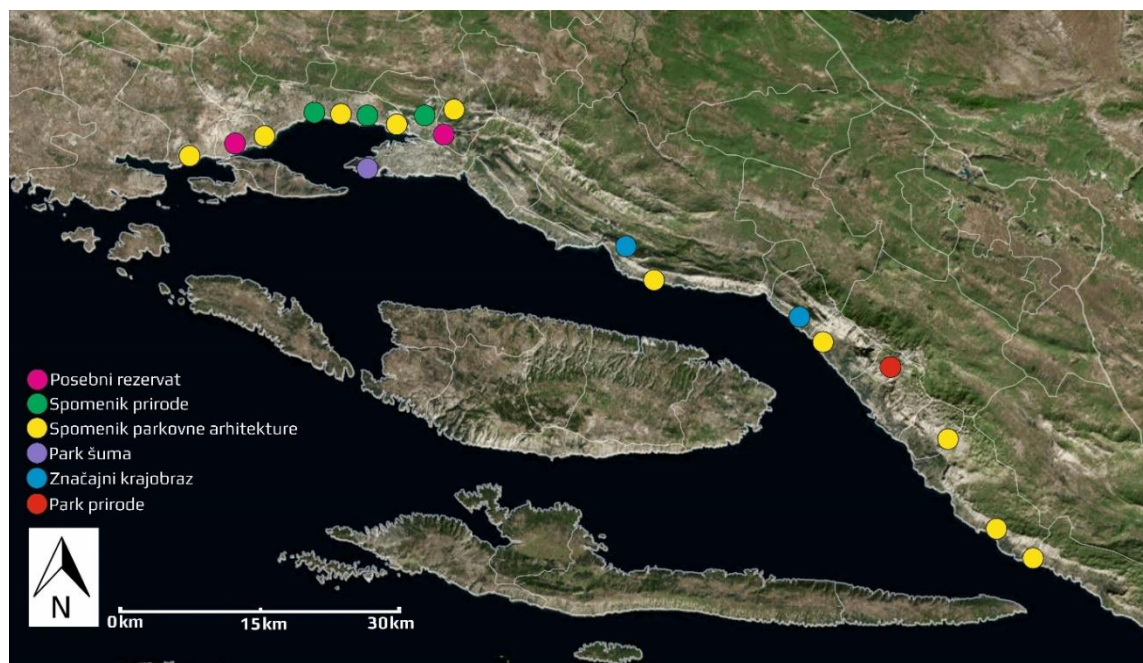 Posebni rezervat
Spomenik prirode
Spomenik parkovne arhitekture
Park šuma
Značajni krajobraz
Park prirode
N
0km 15km 30km